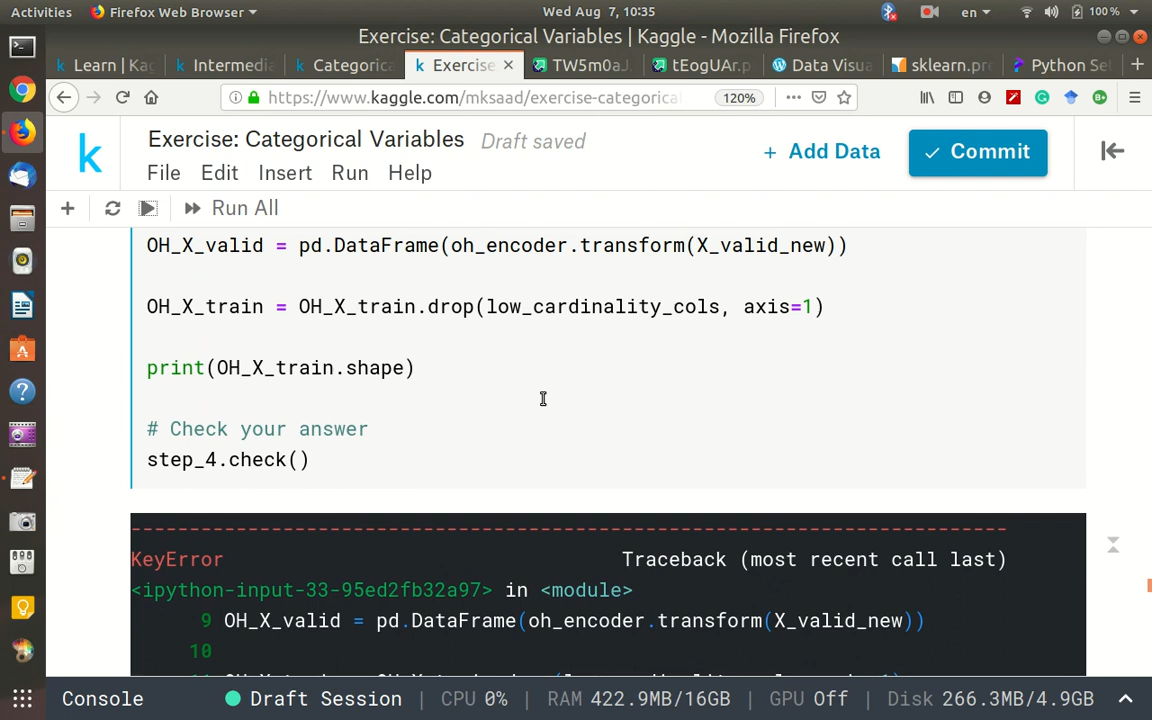 Activities Firefox Web Browser Wed Aug 7, 10:35 en 100 %
Exercise: Categorical Variables | Kaggle - Mozilla Firefox
Learn | Kag Intermedia Categorica Exercise TW5m0aJ. tEogUAr.p Data Visua sklearn.pre Python Se
https://www.kaggle.com/mksaad/exercise-categorica 120%
Exercise: Categorical Variables Draft saved
+ Add Data Commit
File Edit Insert Run Help
Run All
OH_X_valid = pd.DataFrame(oh_encoder.transform(X_valid_new))
OH_X_train = OH_X_train.drop(low_cardinality_cols, axis=1)
print(OH_X_train.shape)
# Check your answer
step_4.check()
---------------------------------------------------------------------------
KeyError Traceback (most recent call last)
<ipython-input-33-95ed2fb32a97> in <module>
9 OH_X_valid = pd.DataFrame(oh_encoder.transform(X_valid_new))
10
Console Draft Session | CPU 0% | RAM 422.9MB/16GB | GPU Off | Disk 266.3MB/4.9GB